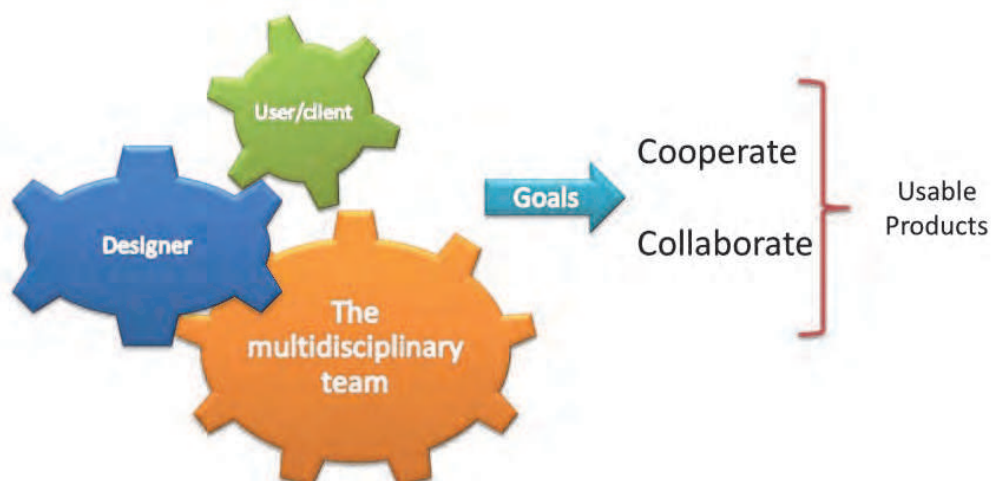 User/client
Designer
The
multidisciplinary
team
Goals
Cooperate
Collaborate
Usable
Products